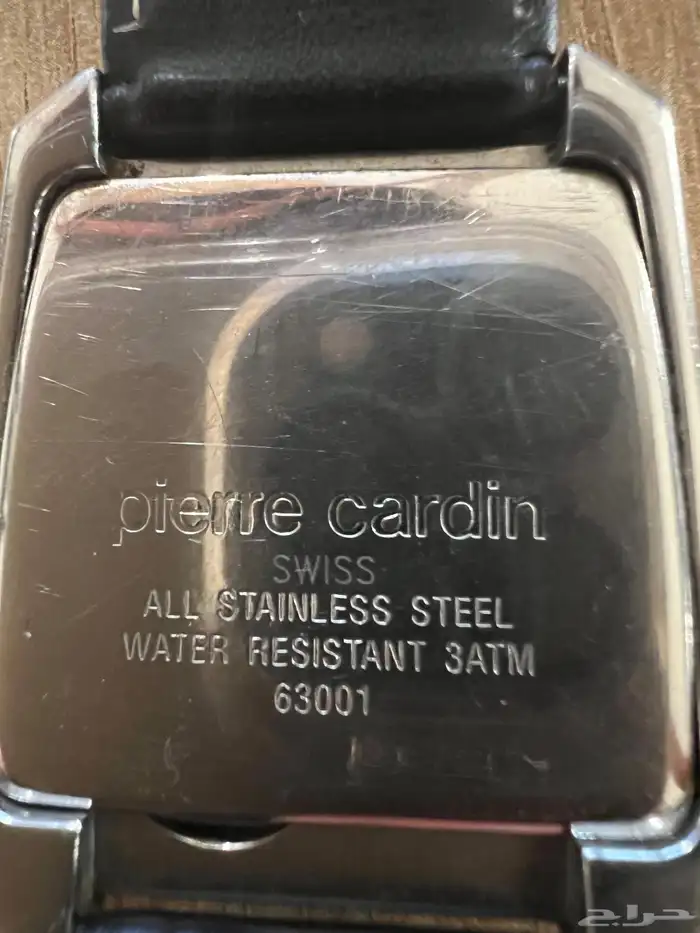 pierre cardin
SWISS
ALL STAINLESS STEEL
WATER RESISTANT 3ATM
63001
حراج